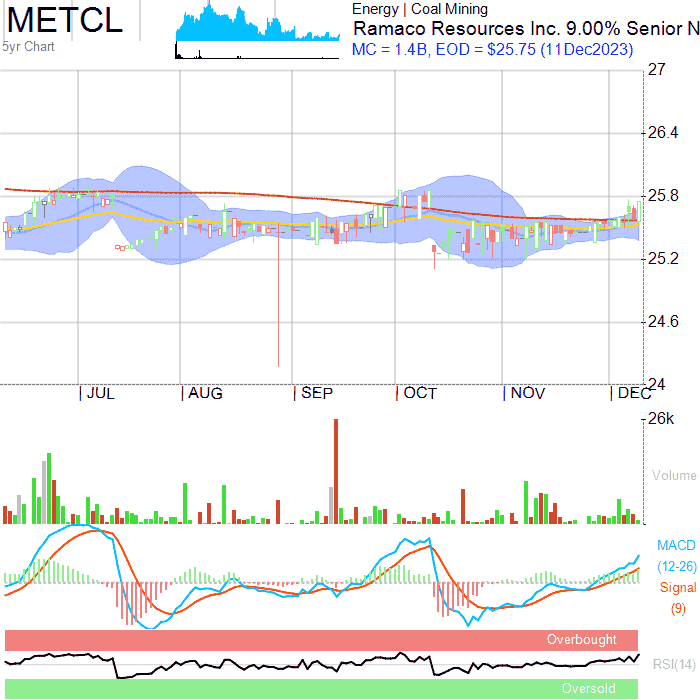 METCL
5yr Chart
Energy | Coal Mining
Ramaco Resources Inc. 9.00% Senior N
MC = 1.4B, EOD = $25.75 (11Dec2023)
27
26.4
25.8
25.2
24.6
24
JUL AUG SEP OCT NOV DEC
26k
Volume
MACD
(12-26)
Signal
(9)
Overbought
RSI(14)
Oversold